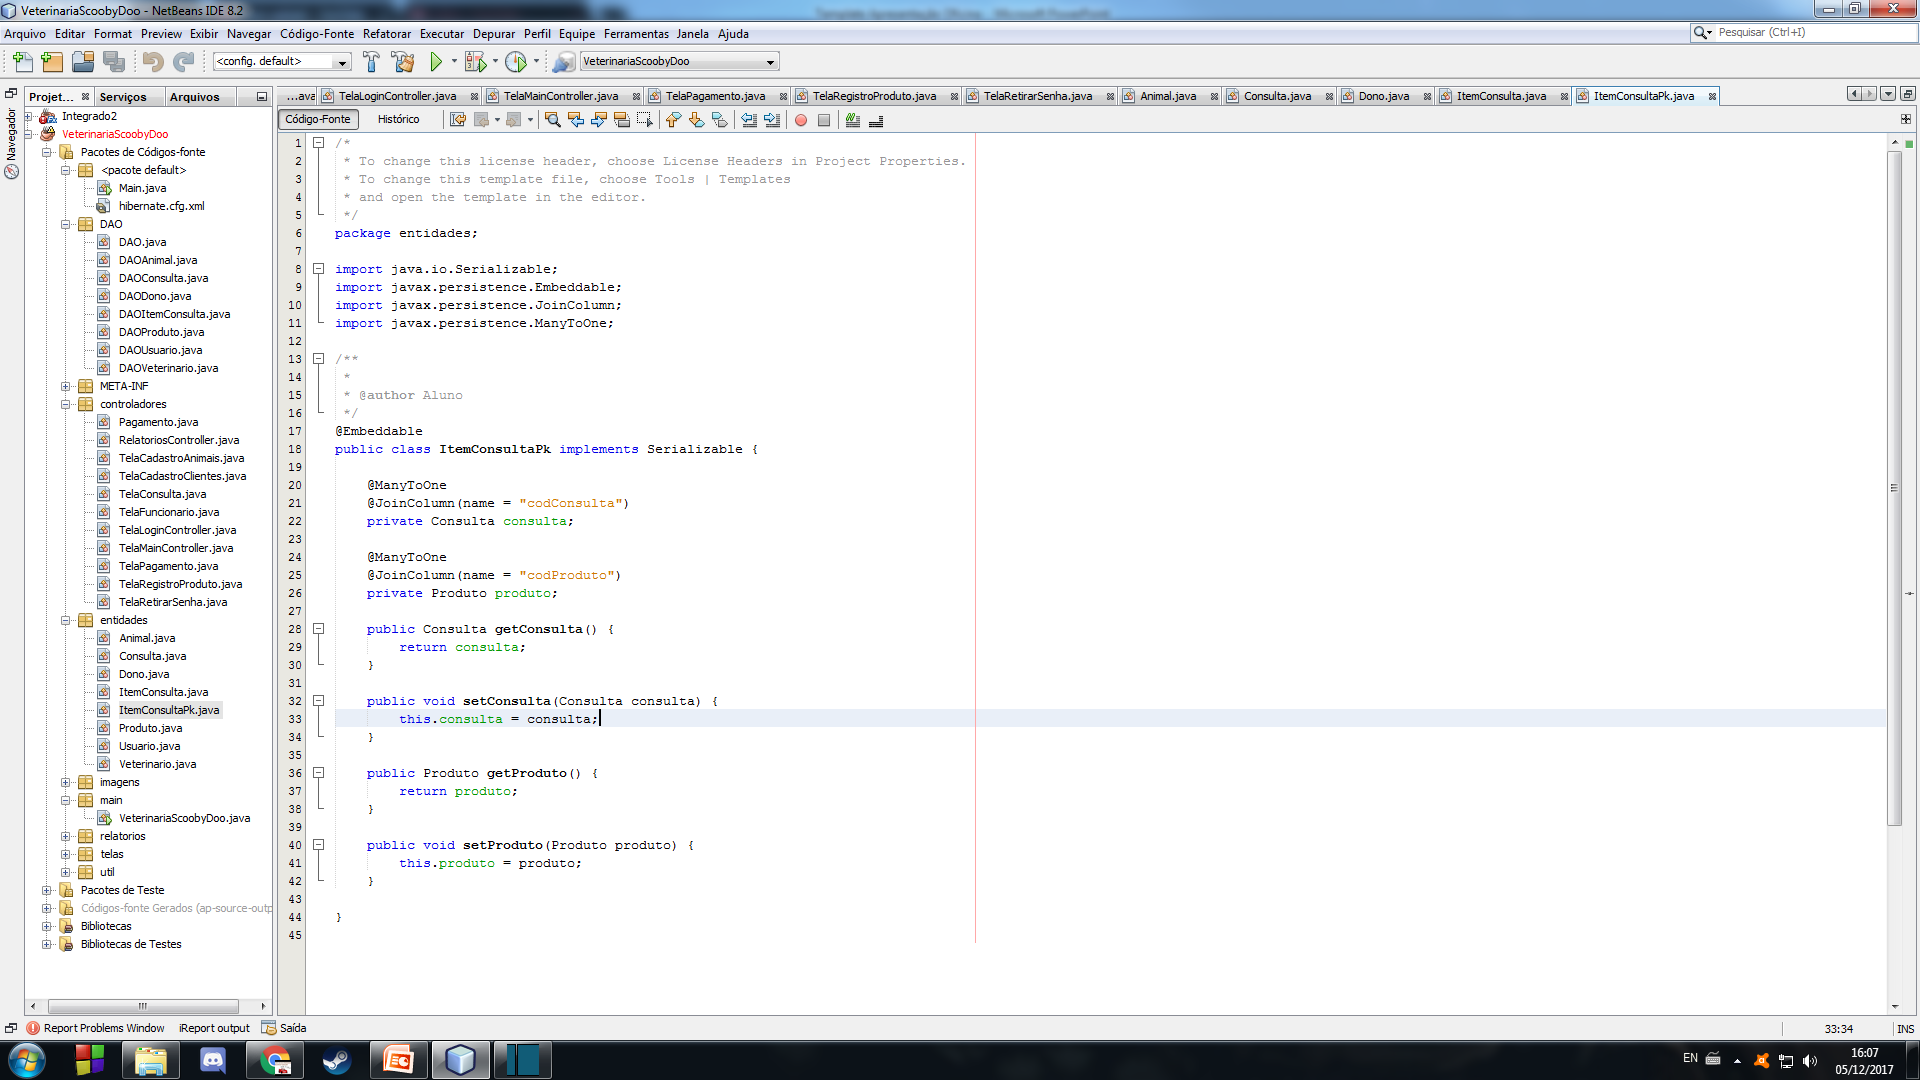 VeterinariaScoobyDoo - NetBeans IDE 8.2
Arquivo Editar Format Preview Exibir Navegar Código-Fonte Refatorar Executar Depurar Perfil Equipe Ferramentas Janela Ajuda
Pesquisar (Ctrl+I)
<config. default>
VeterinariaScoobyDoo
Projet... Serviços Arquivos
...ava TelaLoginController.java TelaMainController.java TelaPagamento.java TelaRegistroProduto.java TelaRetirarSenha.java Animal.java Consulta.java Dono.java ItemConsulta.java ItemConsultaPk.java
Código-Fonte Histórico
Navegador
Integrado2
VeterinariaScoobyDoo
Pacotes de Códigos-fonte
<pacote default>
Main.java
hibernate.cfg.xml
DAO
DAO.java
DAOAnimal.java
DAOConsulta.java
DAODono.java
DAOItemConsulta.java
DAOProduto.java
DAOUsuario.java
DAOVeterinario.java
META-INF
controladores
Pagamento.java
RelatoriosController.java
TelaCadastroAnimais.java
TelaCadastroClientes.java
TelaConsulta.java
TelaFuncionario.java
TelaLoginController.java
TelaMainController.java
TelaPagamento.java
TelaRegistroProduto.java
TelaRetirarSenha.java
entidades
Animal.java
Consulta.java
Dono.java
ItemConsulta.java
ItemConsultaPk.java
Produto.java
Usuario.java
Veterinario.java
imagens
main
VeterinariaScoobyDoo.java
relatorios
telas
util
Pacotes de Teste
Códigos-fonte Gerados (ap-source-outp
Bibliotecas
Bibliotecas de Testes
1 /*
2 * To change this license header, choose License Headers in Project Properties.
3 * To change this template file, choose Tools | Templates
4 * and open the template in the editor.
5 */
6 package entidades;
7
8 import java.io.Serializable;
9 import javax.persistence.Embeddable;
10 import javax.persistence.JoinColumn;
11 import javax.persistence.ManyToOne;
12
13 /**
14 *
15 * @author Aluno
16 */
17 @Embeddable
18 public class ItemConsultaPk implements Serializable {
19
20 @ManyToOne
21 @JoinColumn(name = "codConsulta")
22 private Consulta consulta;
23
24 @ManyToOne
25 @JoinColumn(name = "codProduto")
26 private Produto produto;
27
28 public Consulta getConsulta() {
29 return consulta;
30 }
31
32 public void setConsulta(Consulta consulta) {
33 this.consulta = consulta;
34 }
35
36 public Produto getProduto() {
37 return produto;
38 }
39
40 public void setProduto(Produto produto) {
41 this.produto = produto;
42 }
43
44 }
45
Report Problems Window iReport output Saída
33:34 INS
EN
16:07
05/12/2017